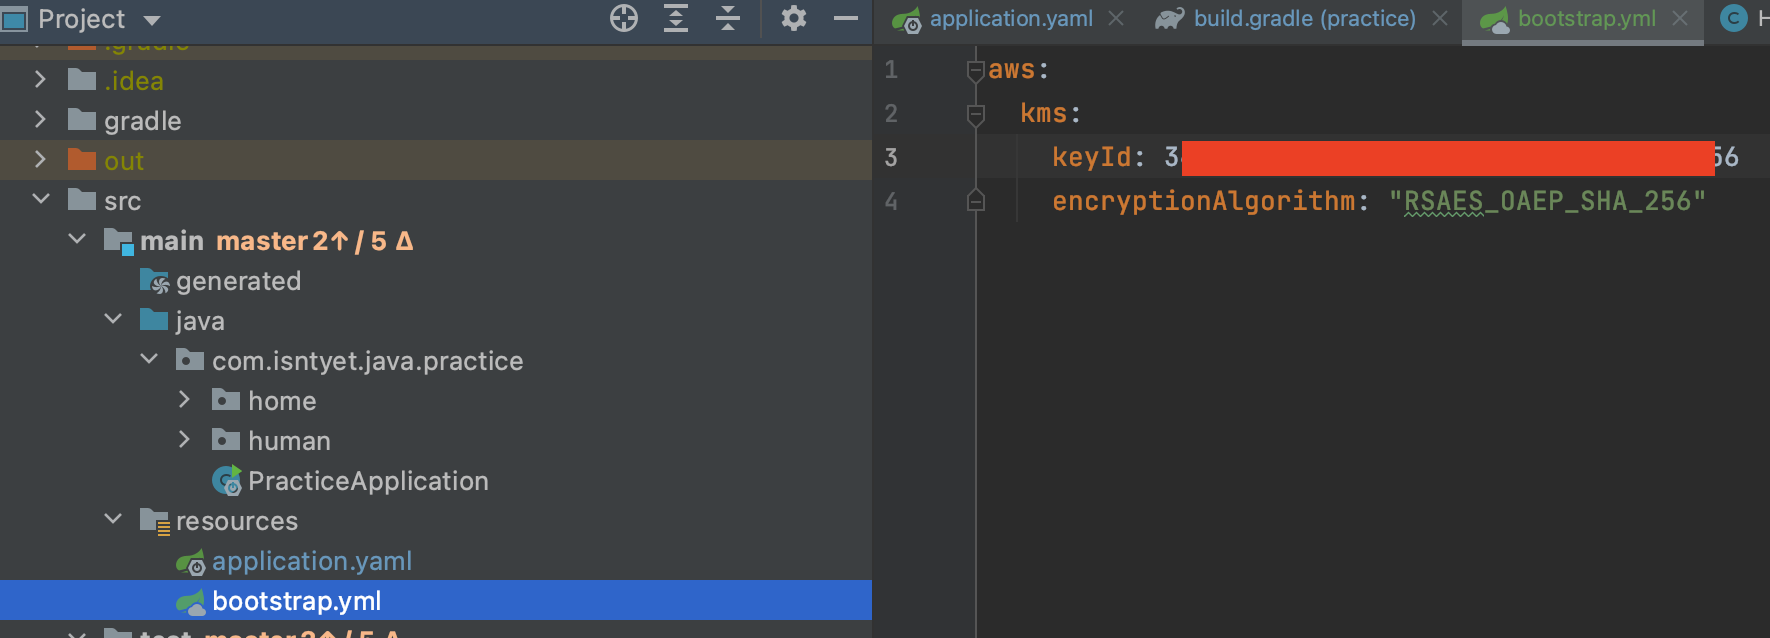 Project
application.yaml
build.gradle (practice)
bootstrap.yml
C
.gradle
.idea
gradle
out
src
main master 2↑ / 5 Δ
generated
java
com.isntyet.java.practice
home
human
PracticeApplication
resources
application.yaml
bootstrap.yml
test master 2↑ / 5 Δ
1 aws:
2 kms:
3 keyId: 3 56
4 encryptionAlgorithm: "RSAES_OAEP_SHA_256"